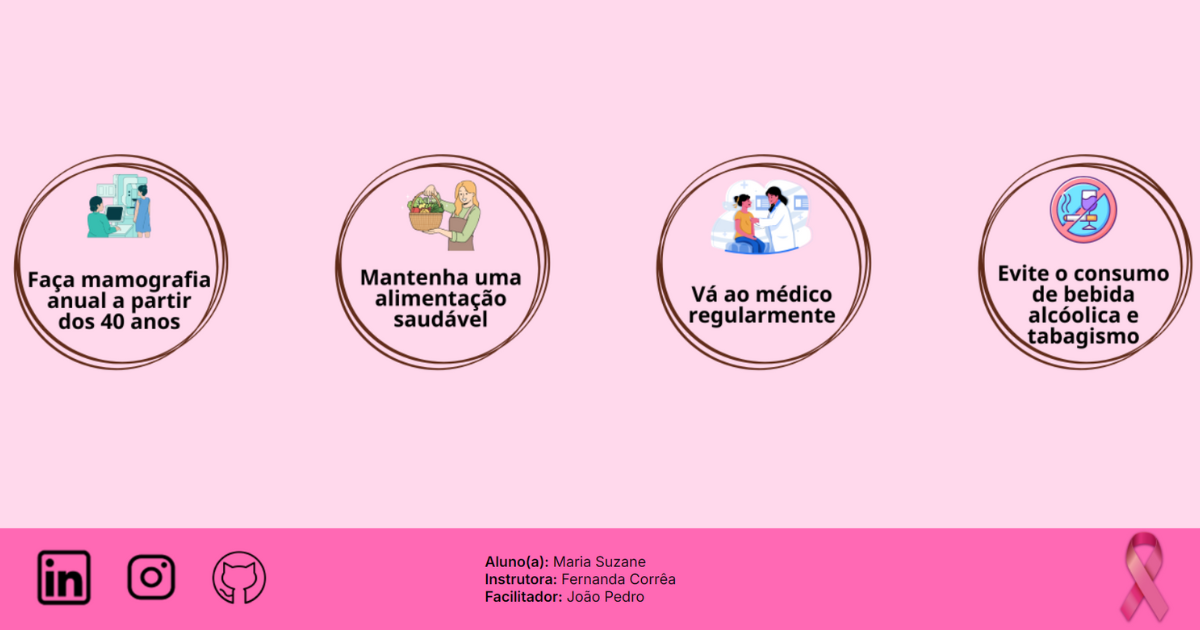 Faça mamografia
anual a partir
dos 40 anos
Mantenha uma
alimentação
saudável
Vá ao médico
regularmente
Evite o consumo
de bebida
alcóolica e
tabagismo
in
Aluno(a): Maria Suzane
Instrutora: Fernanda Corrêa
Facilitador: João Pedro